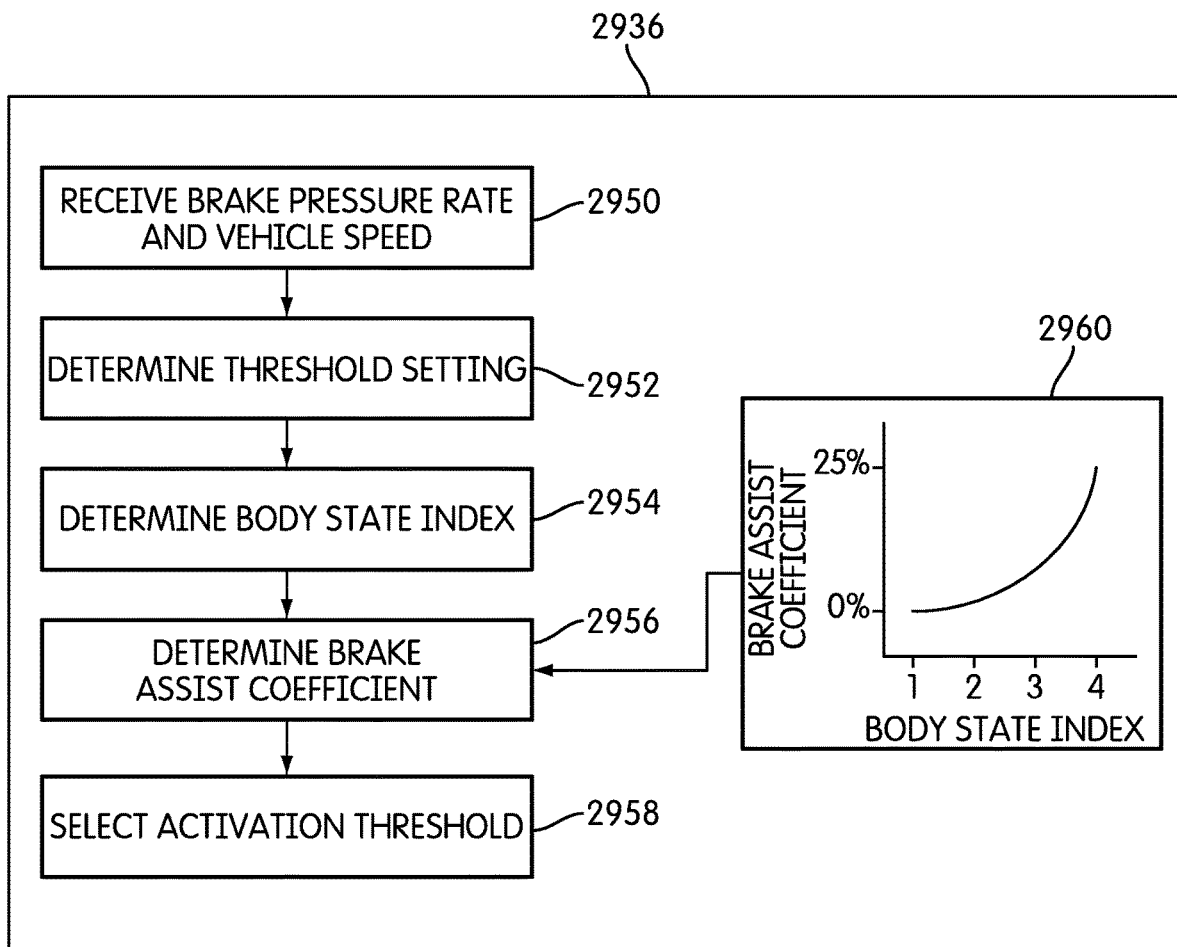 2936
RECEIVE BRAKE PRESSURE RATE
AND VEHICLE SPEED
2950
DETERMINE THRESHOLD SETTING
2952
DETERMINE BODY STATE INDEX
2954
DETERMINE BRAKE
ASSIST COEFFICIENT
2956
SELECT ACTIVATION THRESHOLD
2958
2960
BRAKE ASSIST
COEFFICIENT
25%
0%
1 2 3 4
BODY STATE INDEX